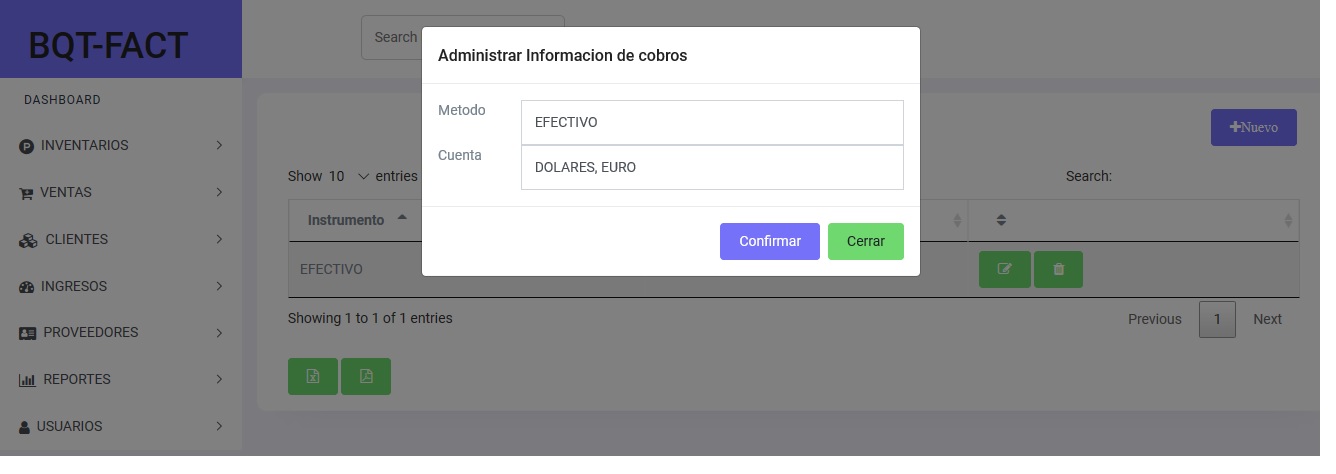 BQT-FACT
Search
DASHBOARD
INVENTARIOS
VENTAS
CLIENTES
INGRESOS
PROVEEDORES
REPORTES
USUARIOS
Administrar Informacion de cobros
Metodo
EFECTIVO
Cuenta
DOLARES, EURO
Confirmar
Cerrar
Nuevo
Show 10 entries
Search:
Instrumento
EFECTIVO
Showing 1 to 1 of 1 entries
Previous 1 Next